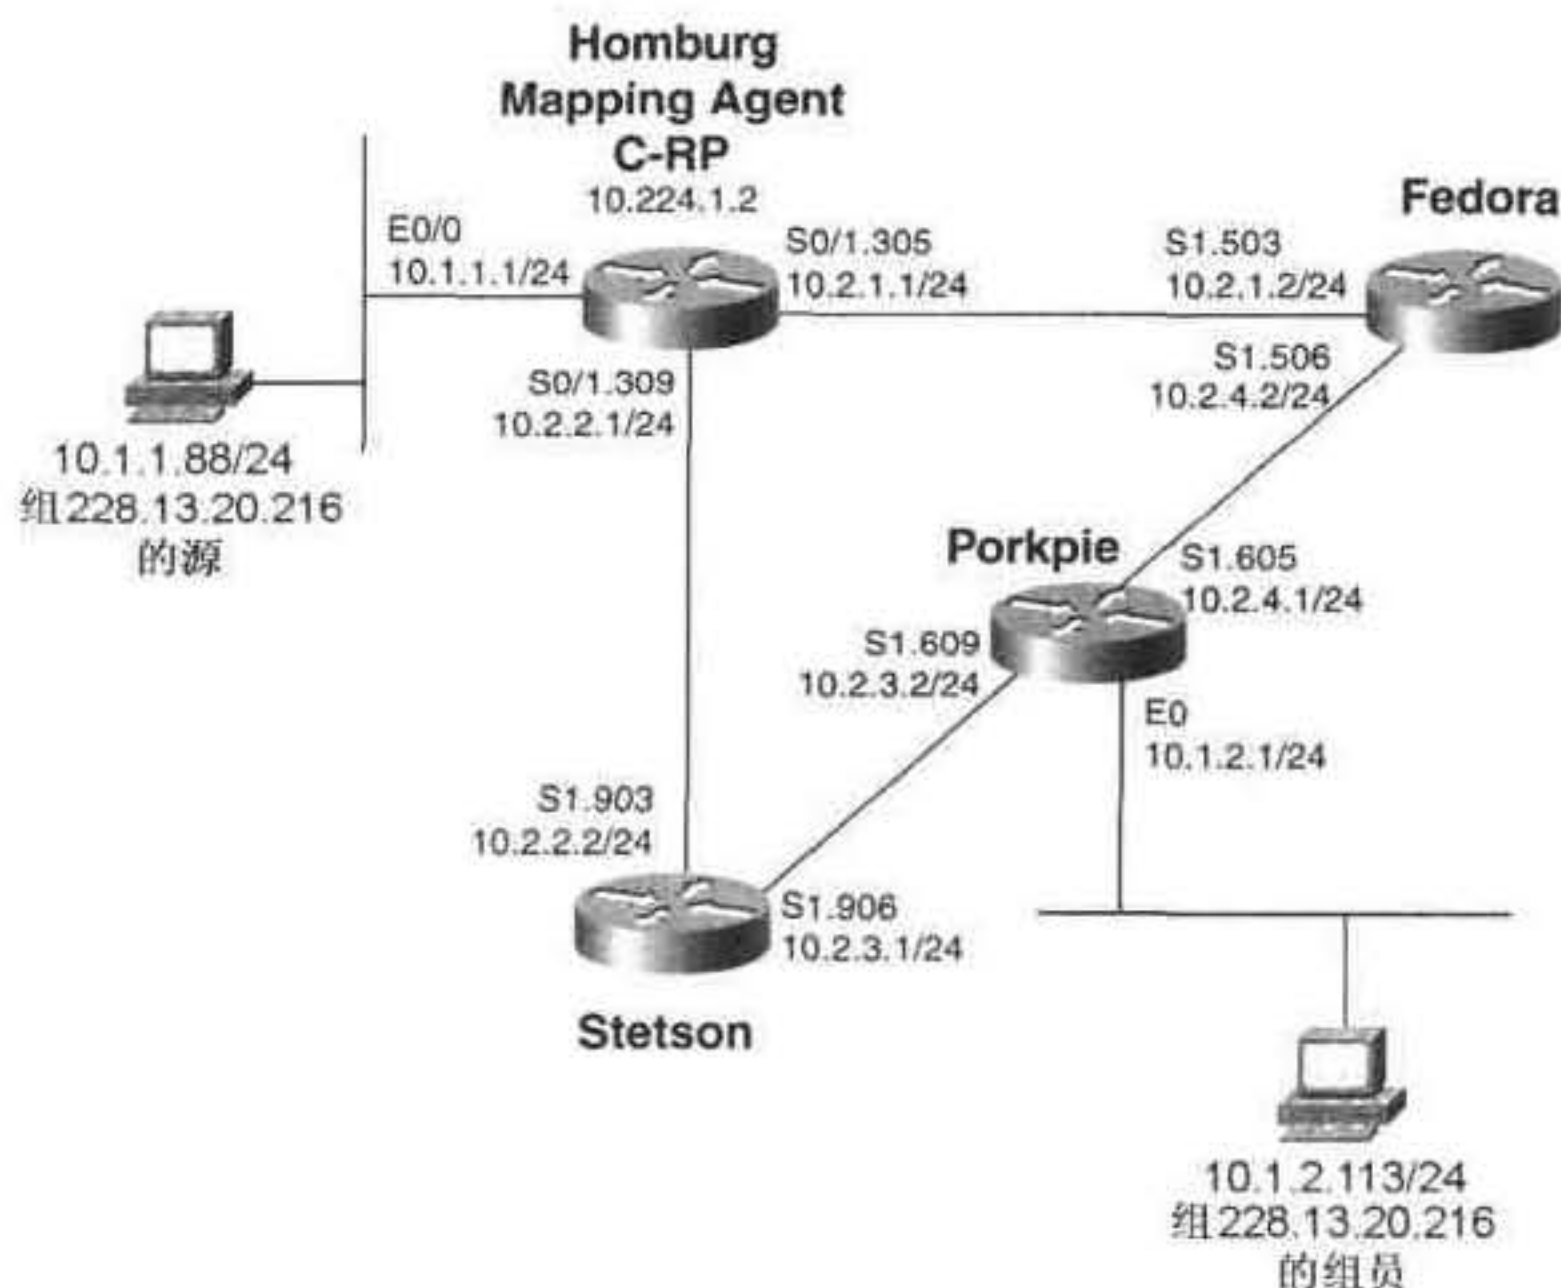 Homburg
Mapping Agent
C-RP
10.224.1.2
Fedora
E0/0
10.1.1.1/24
S0/1.305
10.2.1.1/24
S1.503
10.2.1.2/24
S0/1.309
10.2.2.1/24
S1.506
10.2.4.2/24
10.1.1.88/24
组228.13.20.216
的源
Porkpie
S1.605
10.2.4.1/24
S1.609
10.2.3.2/24
E0
10.1.2.1/24
S1.903
10.2.2.2/24
S1.906
10.2.3.1/24
Stetson
10.1.2.113/24
组228.13.20.216
的组员